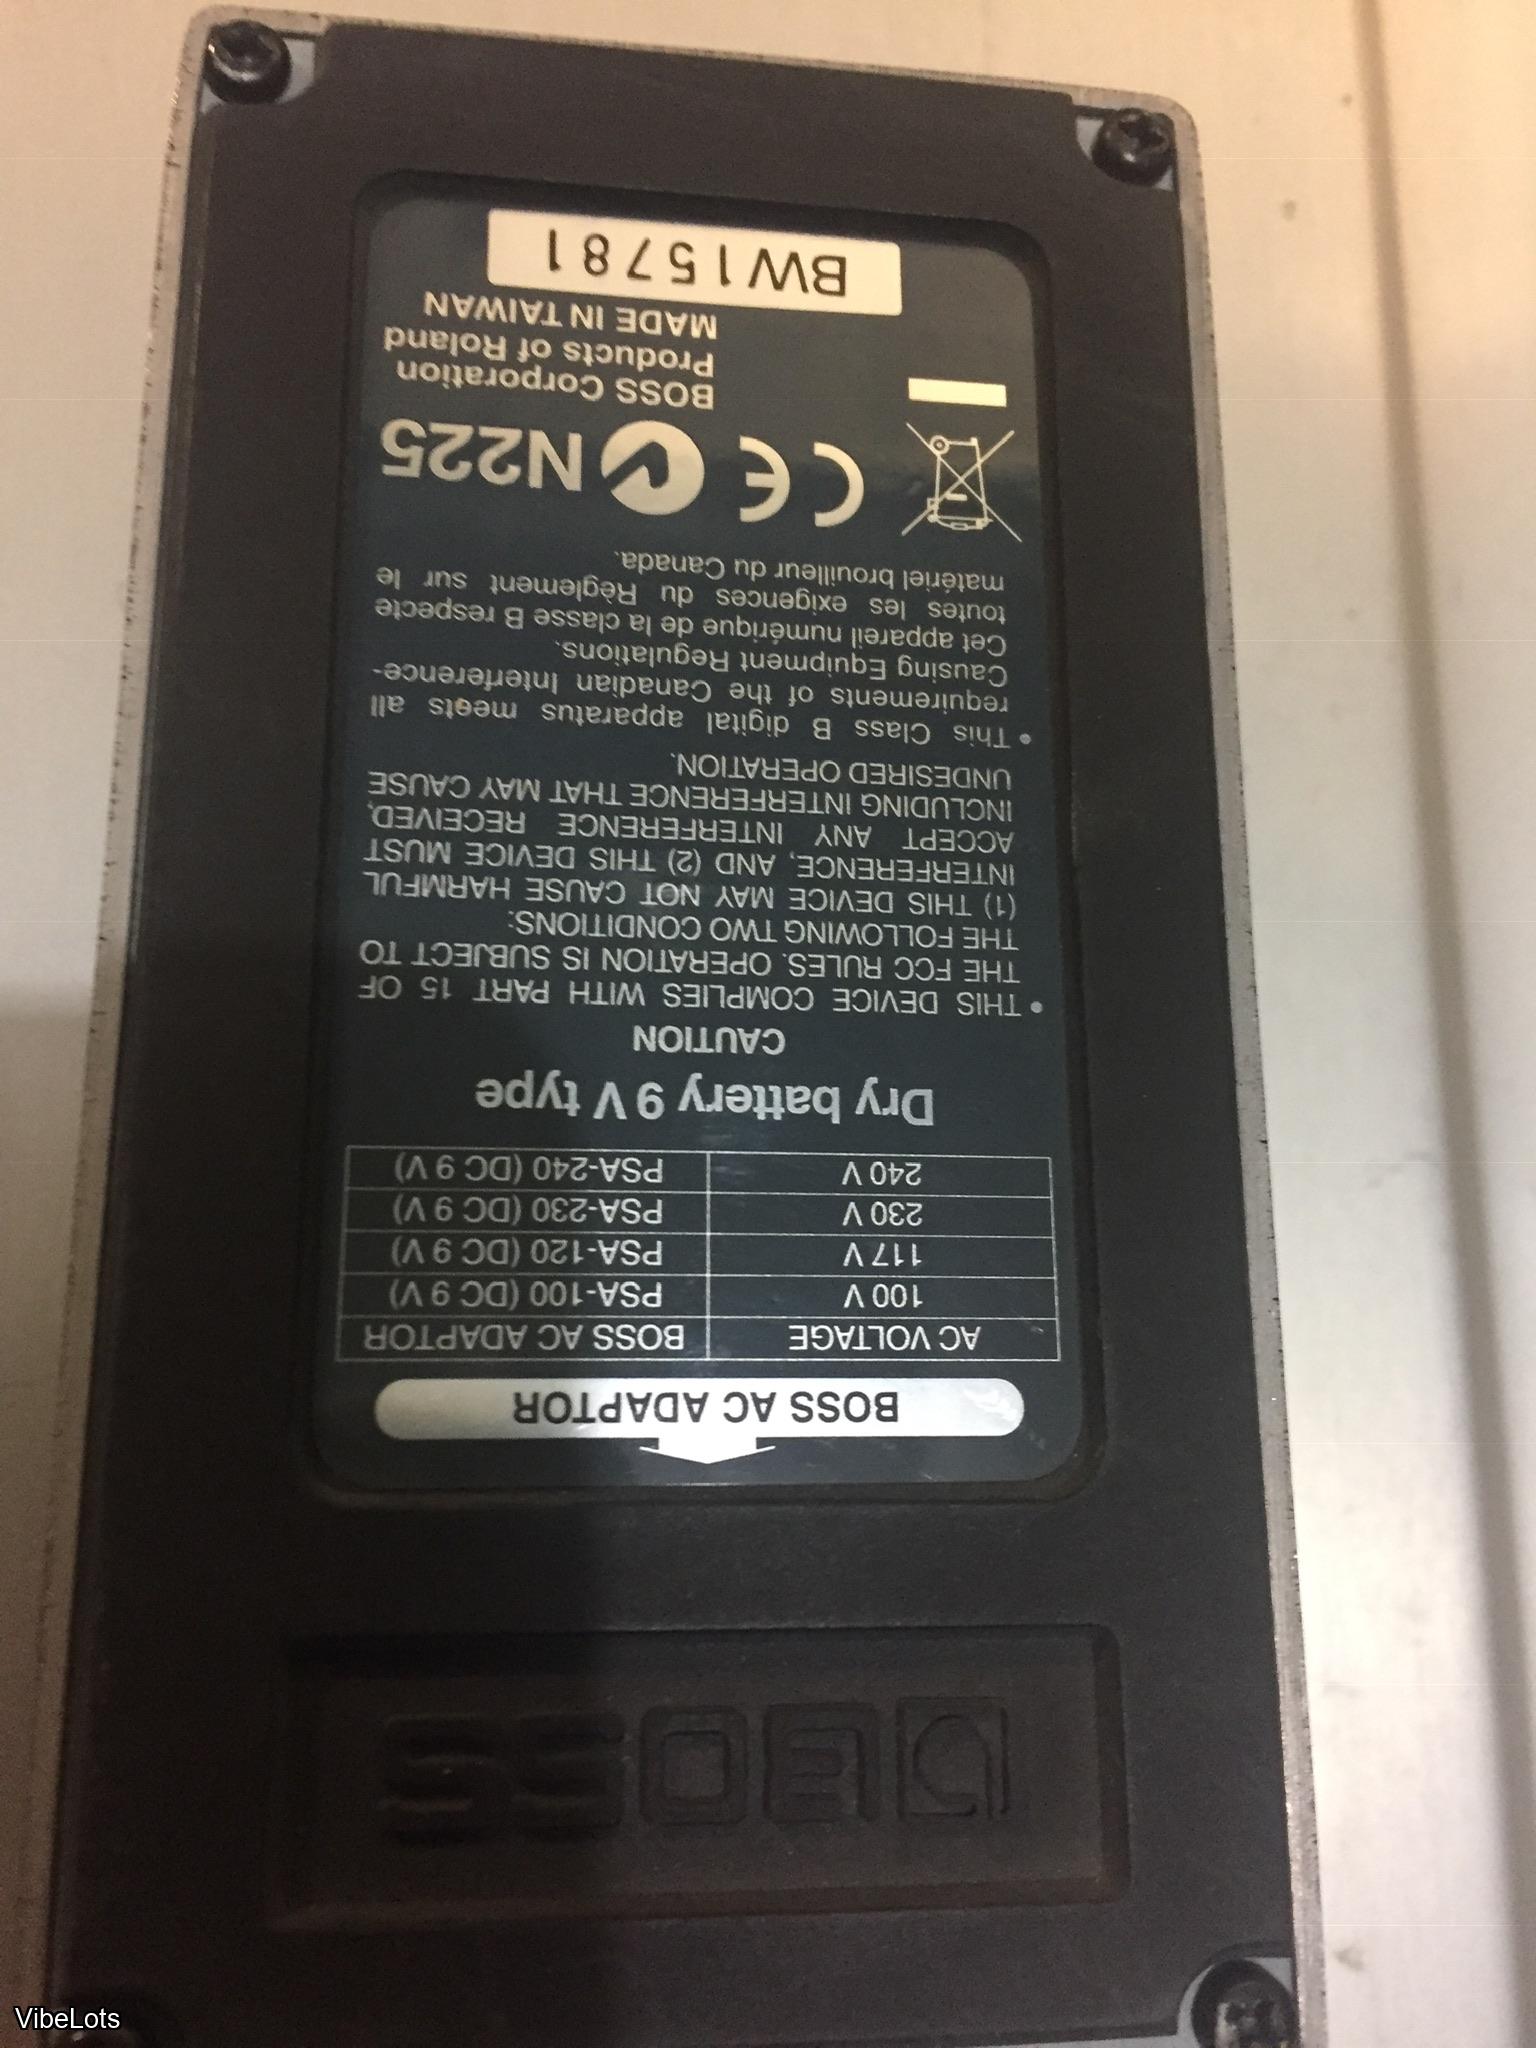 BOSS
BOSS AC ADAPTOR
AC VOLTAGE BOSS AC ADAPTOR
100 V PSA-100 (DC 9 V)
117 V PSA-120 (DC 9 V)
230 V PSA-230 (DC 9 V)
240 V PSA-240 (DC 9 V)
Dry battery 9 V type
CAUTION
• THIS DEVICE COMPLIES WITH PART 15 OF
THE FCC RULES. OPERATION IS SUBJECT TO
THE FOLLOWING TWO CONDITIONS:
(1) THIS DEVICE MAY NOT CAUSE HARMFUL
INTERFERENCE, AND (2) THIS DEVICE MUST
ACCEPT ANY INTERFERENCE RECEIVED,
INCLUDING INTERFERENCE THAT MAY CAUSE
UNDESIRED OPERATION.
• This Class B digital apparatus meets all
requirements of the Canadian Interference-
Causing Equipment Regulations.
Cet appareil numérique de la classe B respecte
toutes les exigences du Règlement sur le
matériel brouilleur du Canada.
CE N225
BOSS Corporation
Products of Roland
MADE IN TAIWAN
BW15781
VibeLots